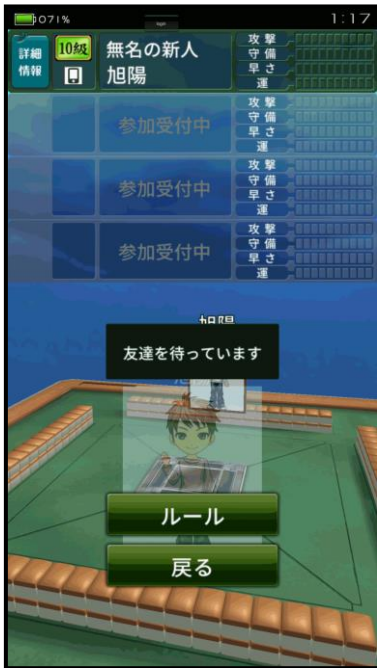 071%
1:17
詳細
情報
10級
無名の新人
旭陽
攻撃
守備
早さ
運
参加受付中
攻撃
守備
早さ
運
参加受付中
攻撃
守備
早さ
運
参加受付中
攻撃
守備
早さ
運
旭陽
友達を待っています
ルール
戻る